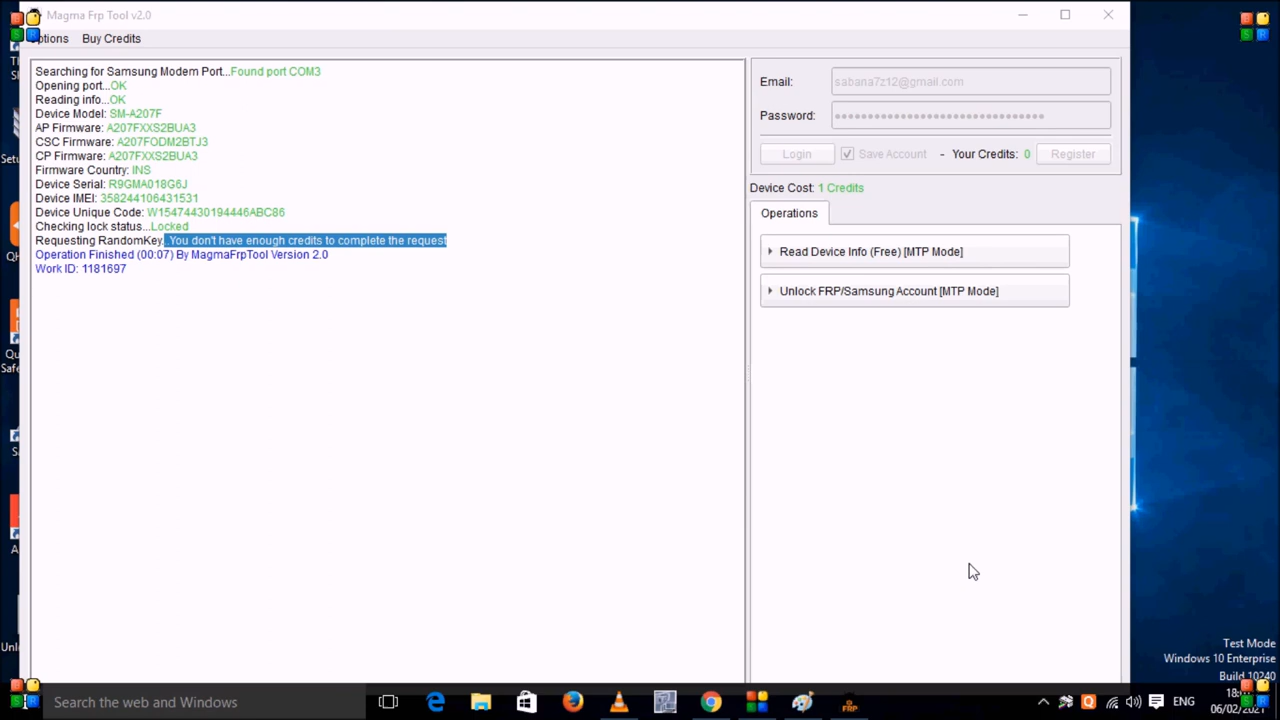 Magma Frp Tool v2.0
ptions Buy Credits
Searching for Samsung Modem Port...Found port COM3
Opening port...OK
Reading info...OK
Device Model: SM-A207F
AP Firmware: A207FXXS2BUA3
CSC Firmware: A207FODM2BTJ3
CP Firmware: A207FXXS2BUA3
Firmware Country: INS
Device Serial: R9GMA018G6J
Device IMEI: 358244106431531
Device Unique Code: W15474430194446ABC86
Checking lock status...Locked
Requesting RandomKey. You don't have enough credits to complete the request
Operation Finished (00:07) By MagmaFrpTool Version 2.0
Work ID: 1181697
Email: sabana7z12@gmail.com
Password:
Login Save Account - Your Credits: 0 Register
Device Cost: 1 Credits
Operations
Read Device Info (Free) [MTP Mode]
Unlock FRP/Samsung Account [MTP Mode]
Setu
Qu
Safe
Unl
Test Mode
Windows 10 Enterprise
Build 10240
Search the web and Windows
FRP
ENG
06/02/2021